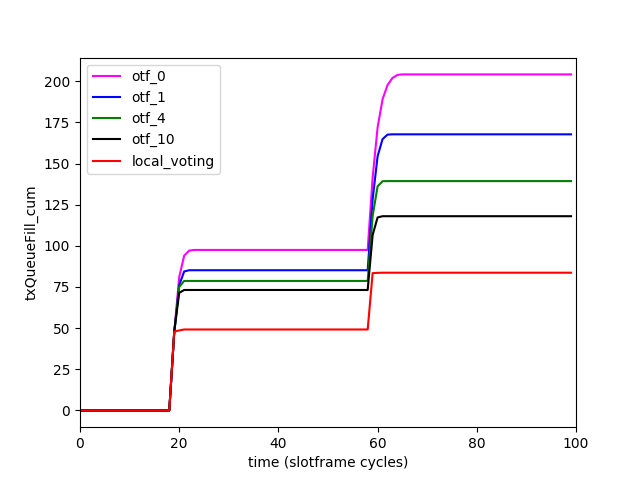 otf_0
otf_1
otf_4
otf_10
local_voting
txQueueFill_cum
200
175
150
125
100
75
50
25
0
0 20 40 60 80 100
time (slotframe cycles)